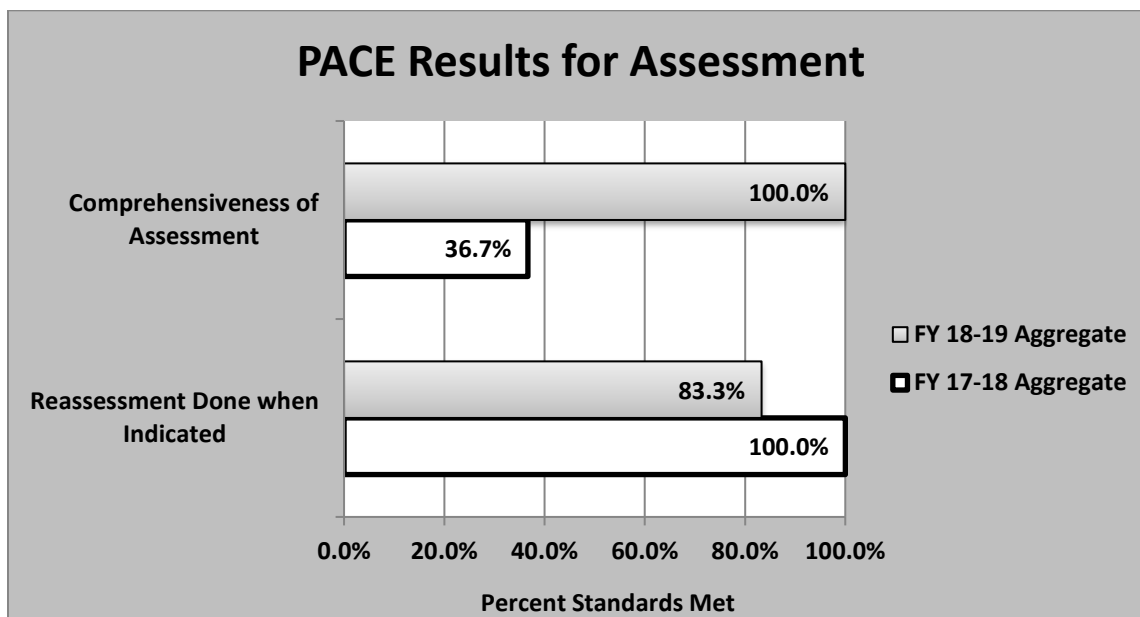 PACE Results for Assessment
Comprehensiveness of
Assessment
100.0%
36.7%
Reassessment Done when
Indicated
83.3%
100.0%
FY 18-19 Aggregate
FY 17-18 Aggregate
0.0% 20.0% 40.0% 60.0% 80.0% 100.0%
Percent Standards Met